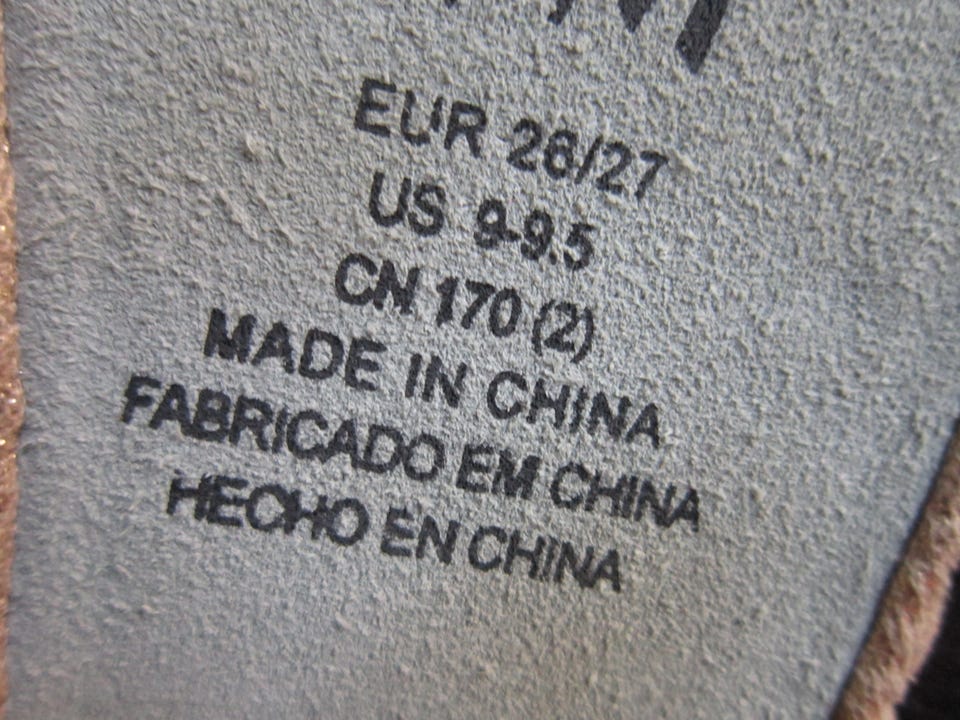 EUR 26/27
US 9-9.5
CN 170 (2)
MADE IN CHINA
FABRICADO EM CHINA
HECHO EN CHINA